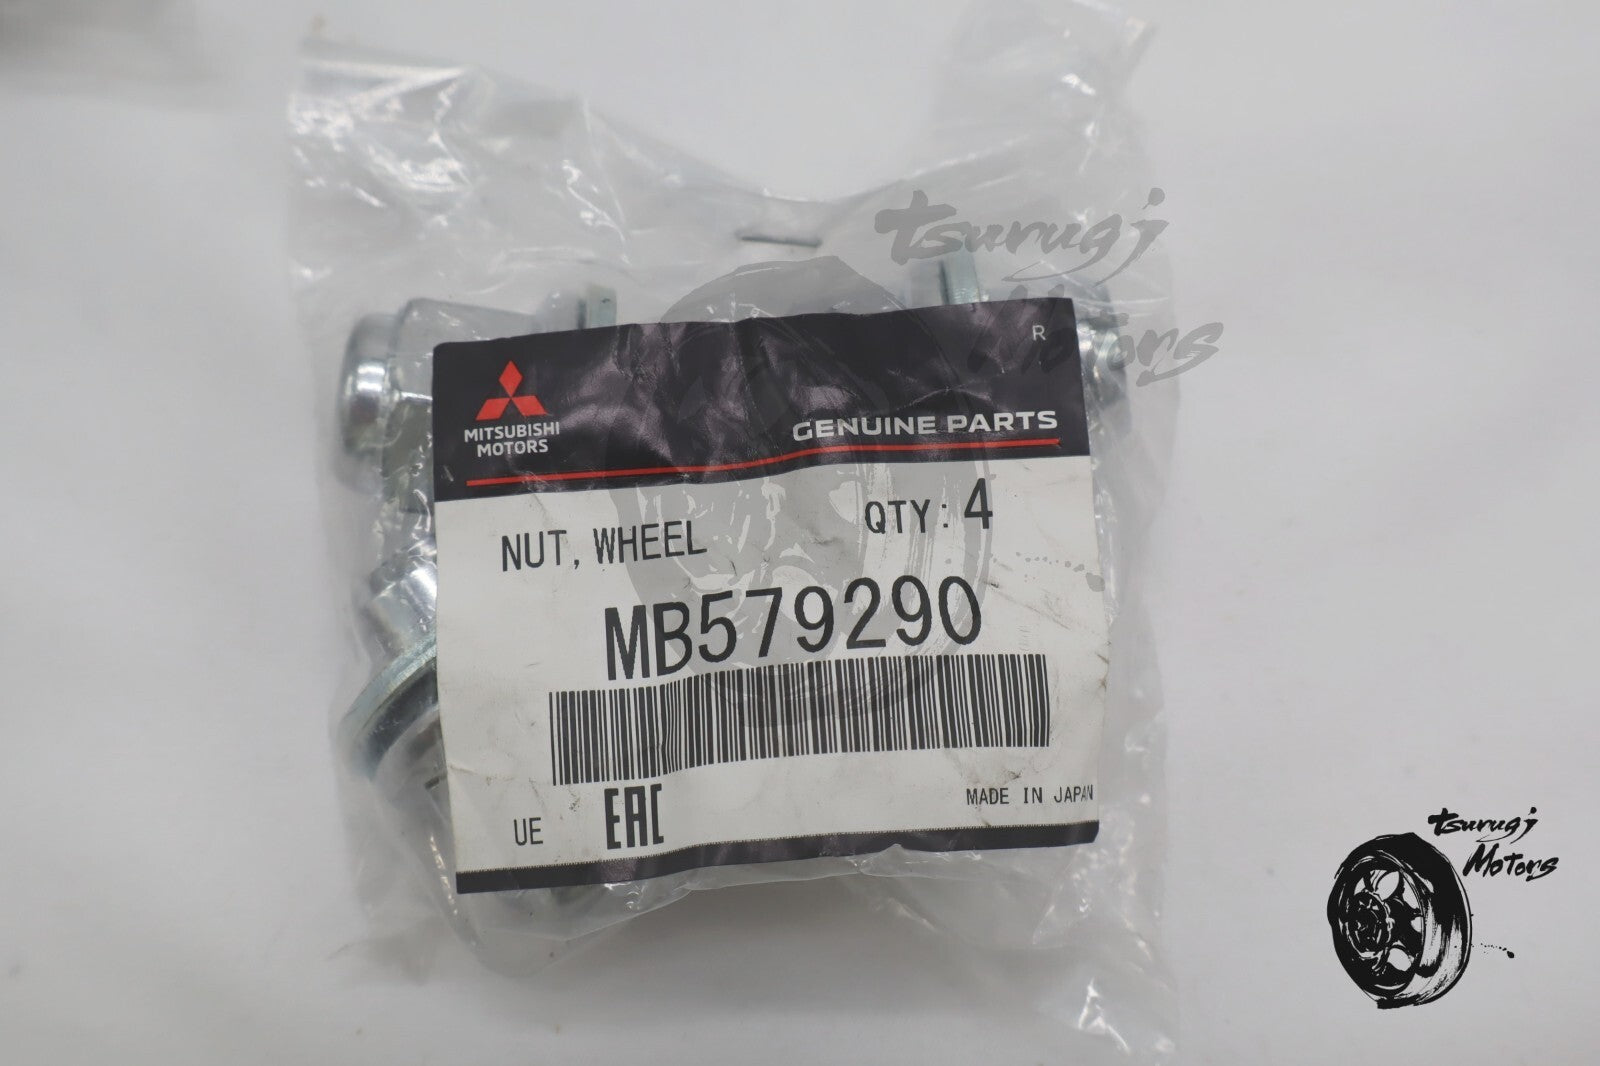 tsurugi
Motors
R
MITSUBISHI
MOTORS
GENUINE PARTS
NUT, WHEEL
QTY: 4
MB579290
UE
EAC
MADE IN JAPAN
tsurugi
Motors